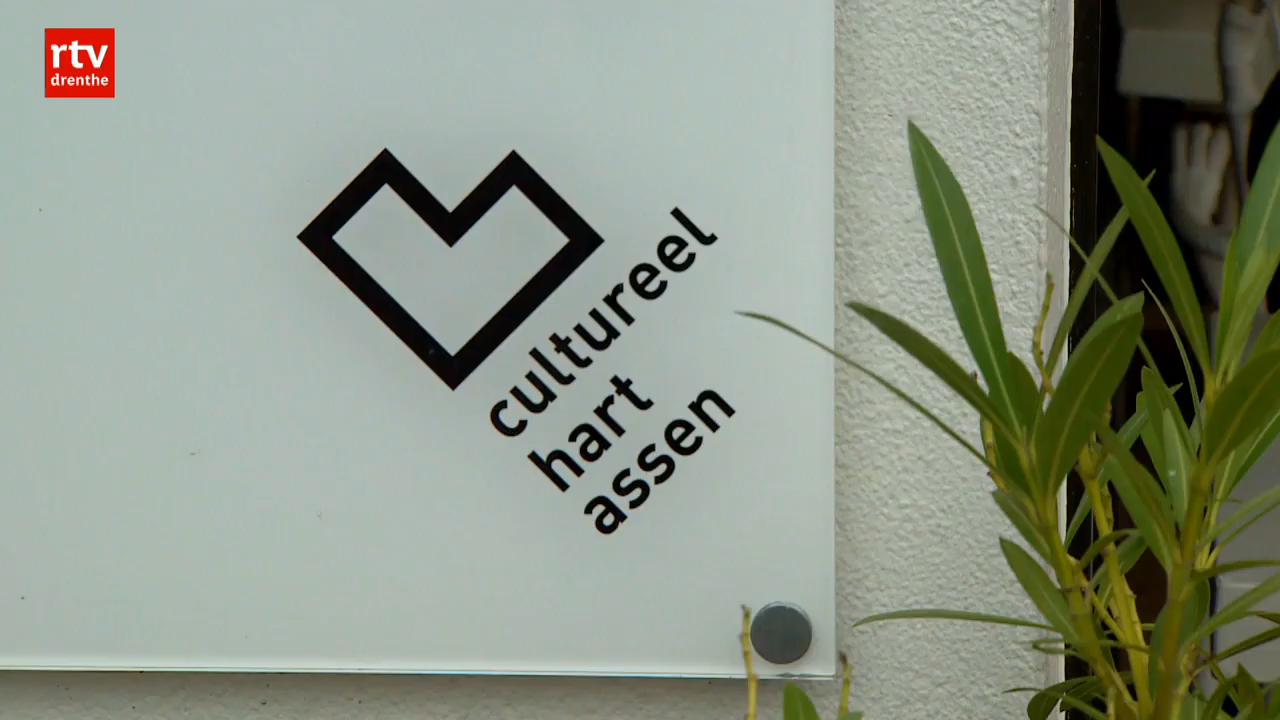 rtv
drenthe
cultureel
hart
assen